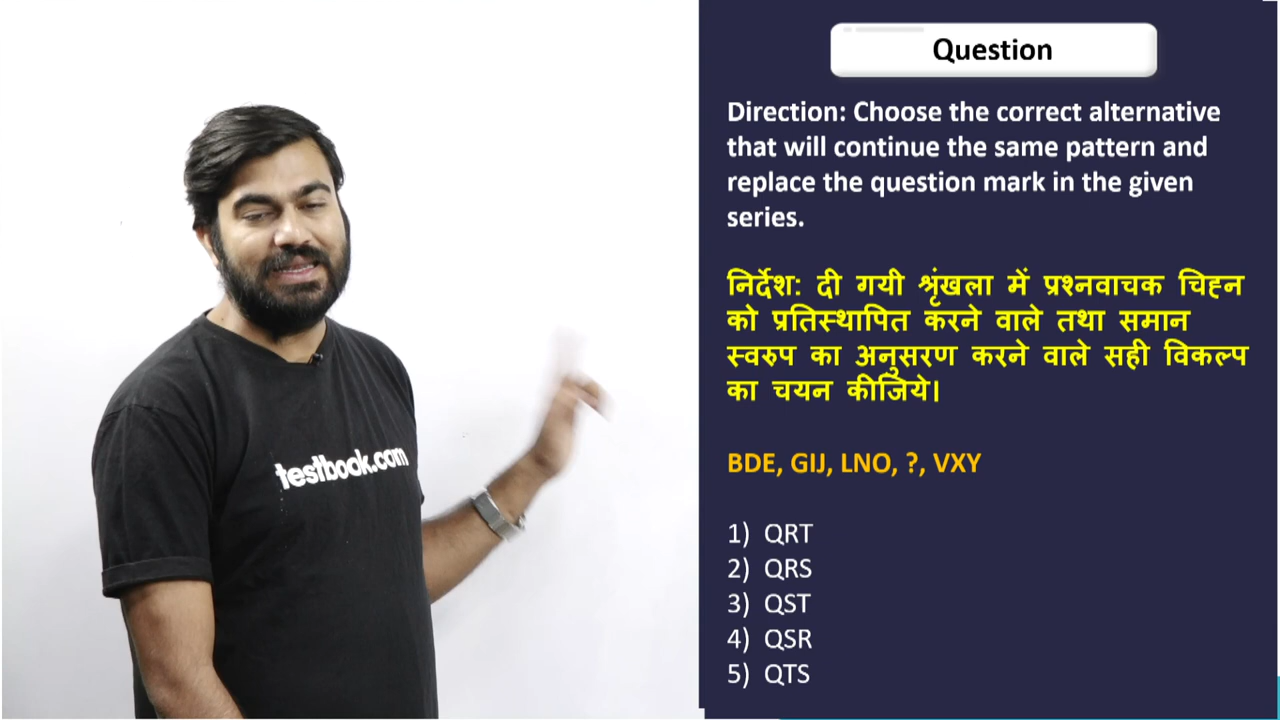 Question
Direction: Choose the correct alternative
that will continue the same pattern and
replace the question mark in the given
series.
निर्देश: दी गयी श्रृंखला में प्रश्नवाचक चिह्न
को प्रतिस्थापित करने वाले तथा समान
स्वरुप का अनुसरण करने वाले सही विकल्प
का चयन कीजिये।
BDE, GIJ, LNO, ?, VXY
1) QRT
2) QRS
3) QST
4) QSR
5) QTS
testbook.com